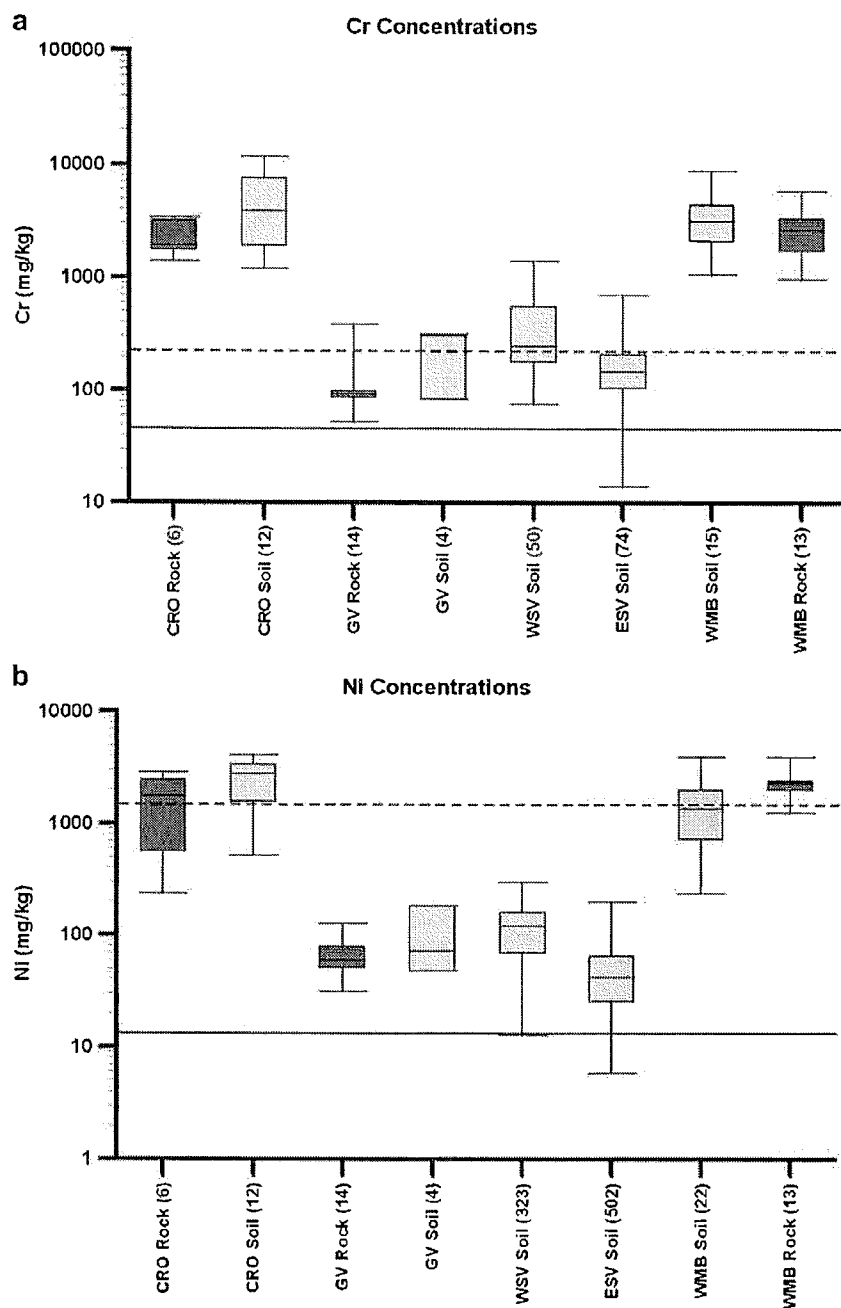 a
Cr Concentrations
100000
10000
1000
100
10
Cr (mg/kg)
CRO Rock (6)
CRO Soil (12)
GV Rock (14)
GV Soil (4)
WSV Soil (50)
ESV Soil (74)
WMB Soil (15)
WMB Rock (13)
b
Ni Concentrations
10000
1000
100
10
1
Ni (mg/kg)
CRO Rock (6)
CRO Soil (12)
GV Rock (14)
GV Soil (4)
WSV Soil (323)
ESV Soil (502)
WMB Soil (22)
WMB Rock (13)